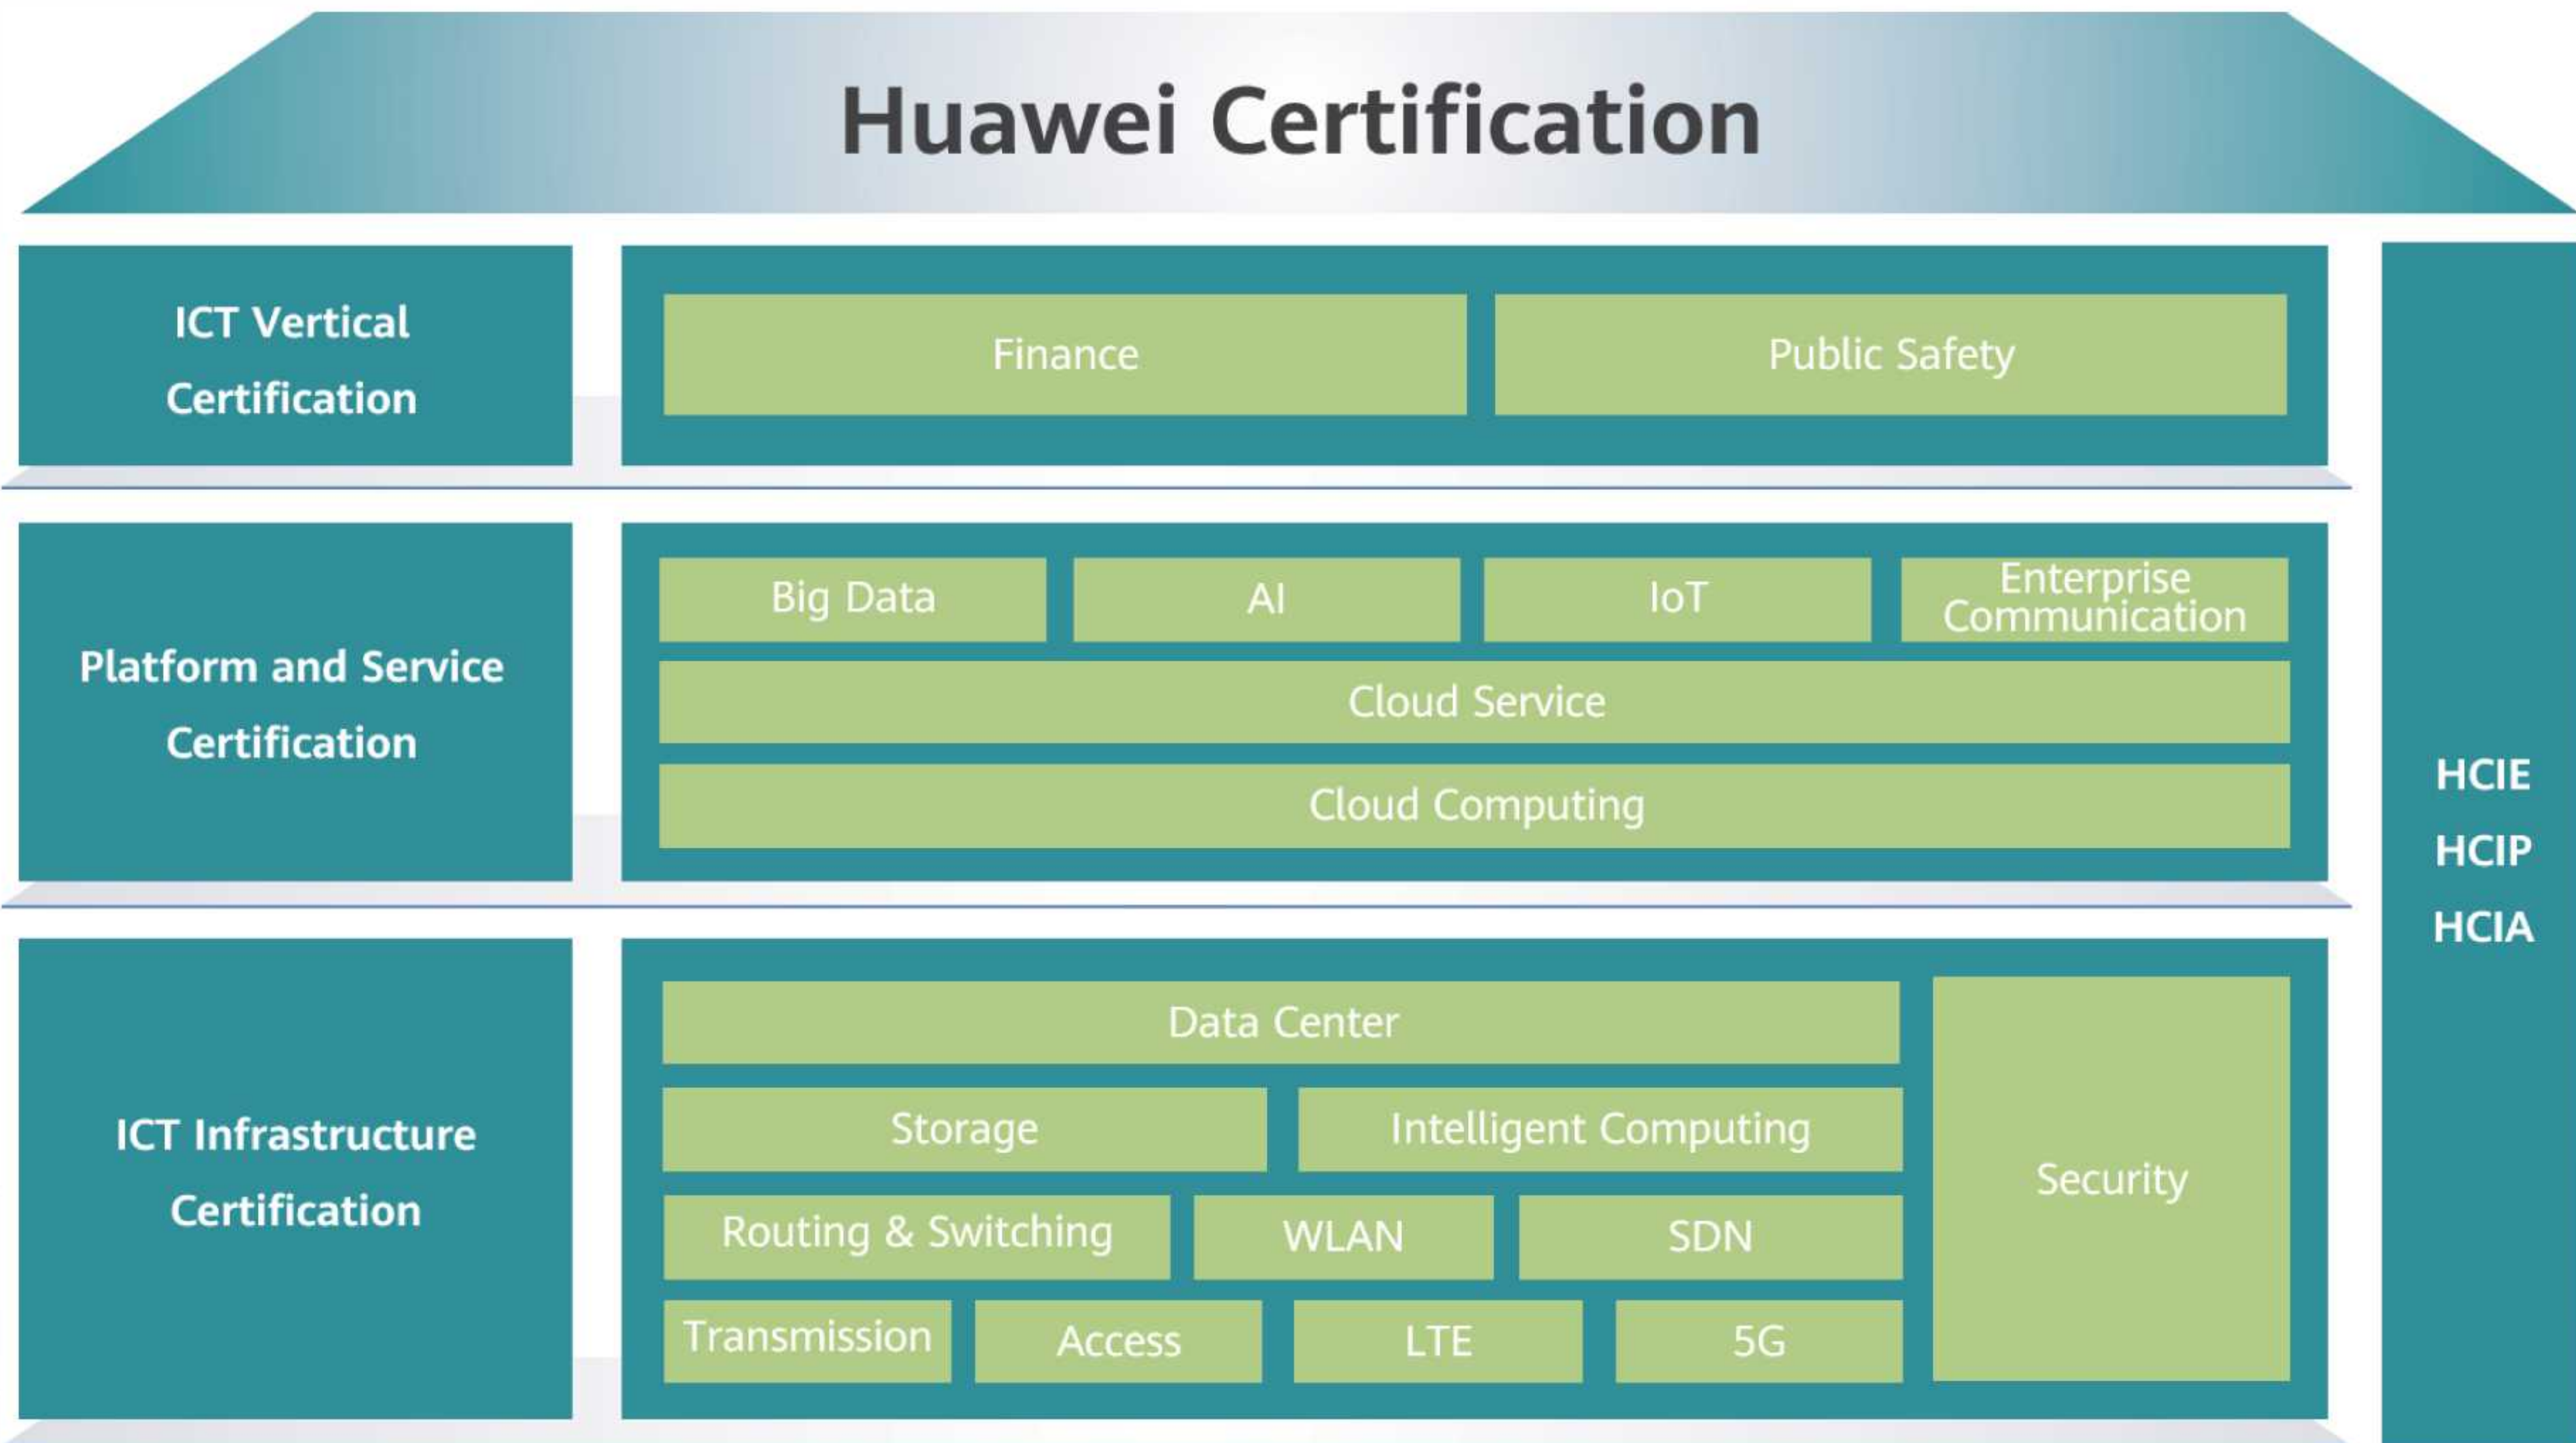 Huawei Certification
ICT Vertical
Certification
Finance
Public Safety
Platform and Service
Certification
Big Data
AI
IoT
Enterprise
Communication
Cloud Service
Cloud Computing
ICT Infrastructure
Certification
Data Center
Storage
Intelligent Computing
Routing & Switching
WLAN
SDN
Transmission
Access
LTE
5G
Security
HCIE
HCIP
HCIA